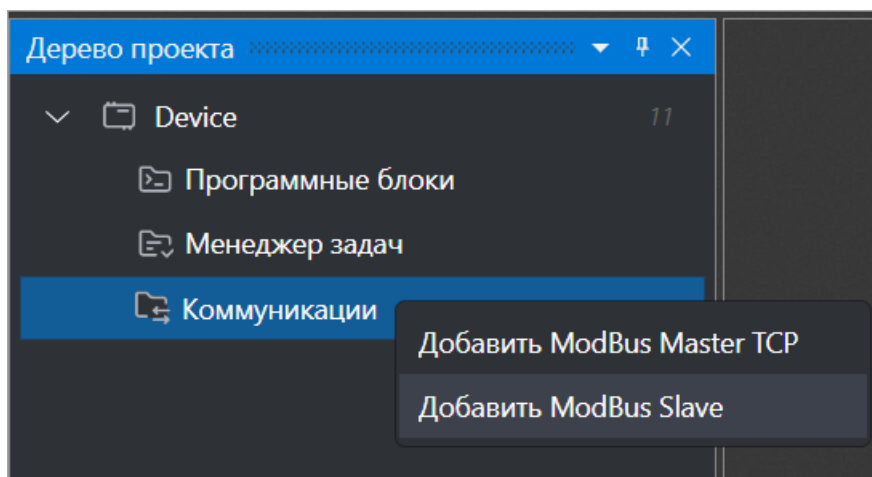 Дерево проекта
Device 11
Программные блоки
Менеджер задач
Коммуникации
Добавить ModBus Master TCP
Добавить ModBus Slave